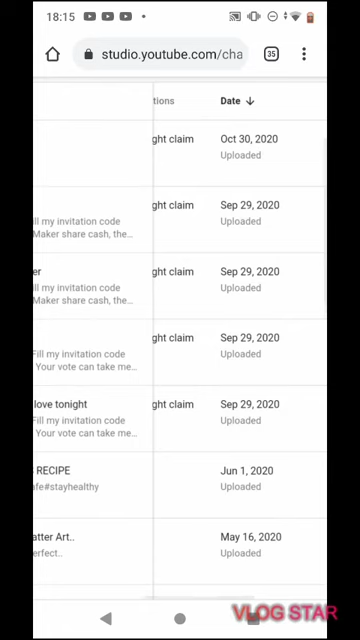 18:15
studio.youtube.com/cha
35
tions
Date
ght claim
Oct 30, 2020
Uploaded
ght claim
Sep 29, 2020
ill my invitation code
Uploaded
Maker share cash, the…
er
ght claim
Sep 29, 2020
ill my invitation code
Uploaded
Maker share cash, the…
ght claim
Sep 29, 2020
Fill my invitation code
Uploaded
Your vote can take me…
love tonight
ght claim
Sep 29, 2020
Fill my invitation code
Uploaded
Your vote can take me…
RECIPE
Jun 1, 2020
afe#stayhealthy
Uploaded
atter Art..
May 16, 2020
erfect..
Uploaded
VLOG STAR